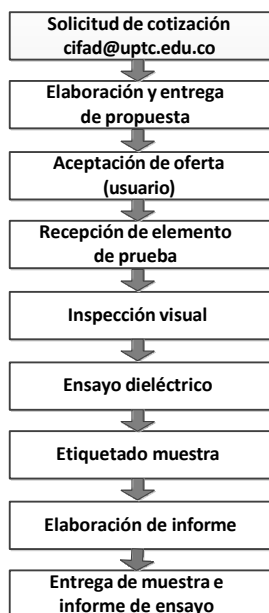 Solicitud de cotización
cifad@uptc.edu.co
Elaboración y entrega
de propuesta
Aceptación de oferta
(usuario)
Recepción de elemento
de prueba
Inspección visual
Ensayo dieléctrico
Etiquetado muestra
Elaboración de informe
Entrega de muestra e
informe de ensayo